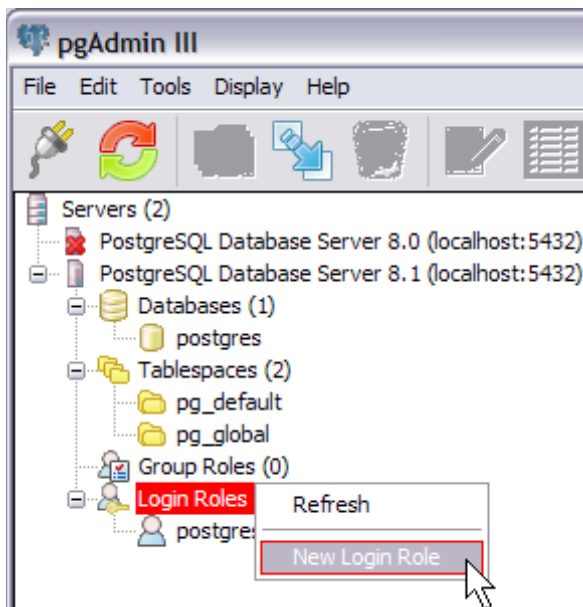 pgAdmin III
File Edit Tools Display Help
Servers (2)
PostgreSQL Database Server 8.0 (localhost:5432)
PostgreSQL Database Server 8.1 (localhost:5432)
Databases (1)
postgres
Tablespaces (2)
pg_default
pg_global
Group Roles (0)
Login Roles
Refresh
postgres
New Login Role